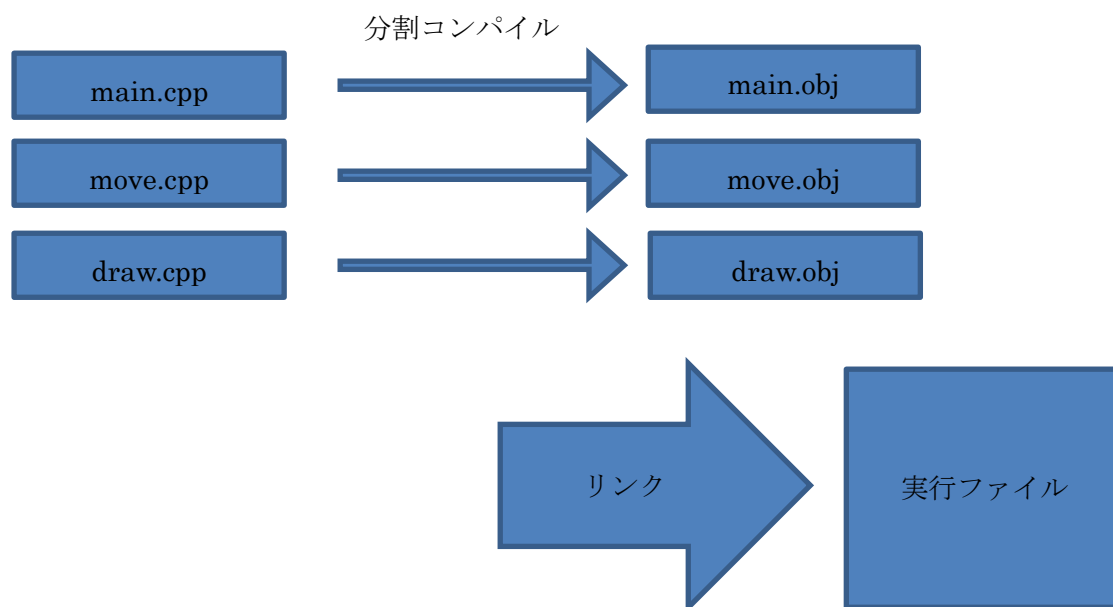 分割コンパイル
main.cpp
main.obj
move.cpp
move.obj
draw.cpp
draw.obj
リンク
実行ファイル